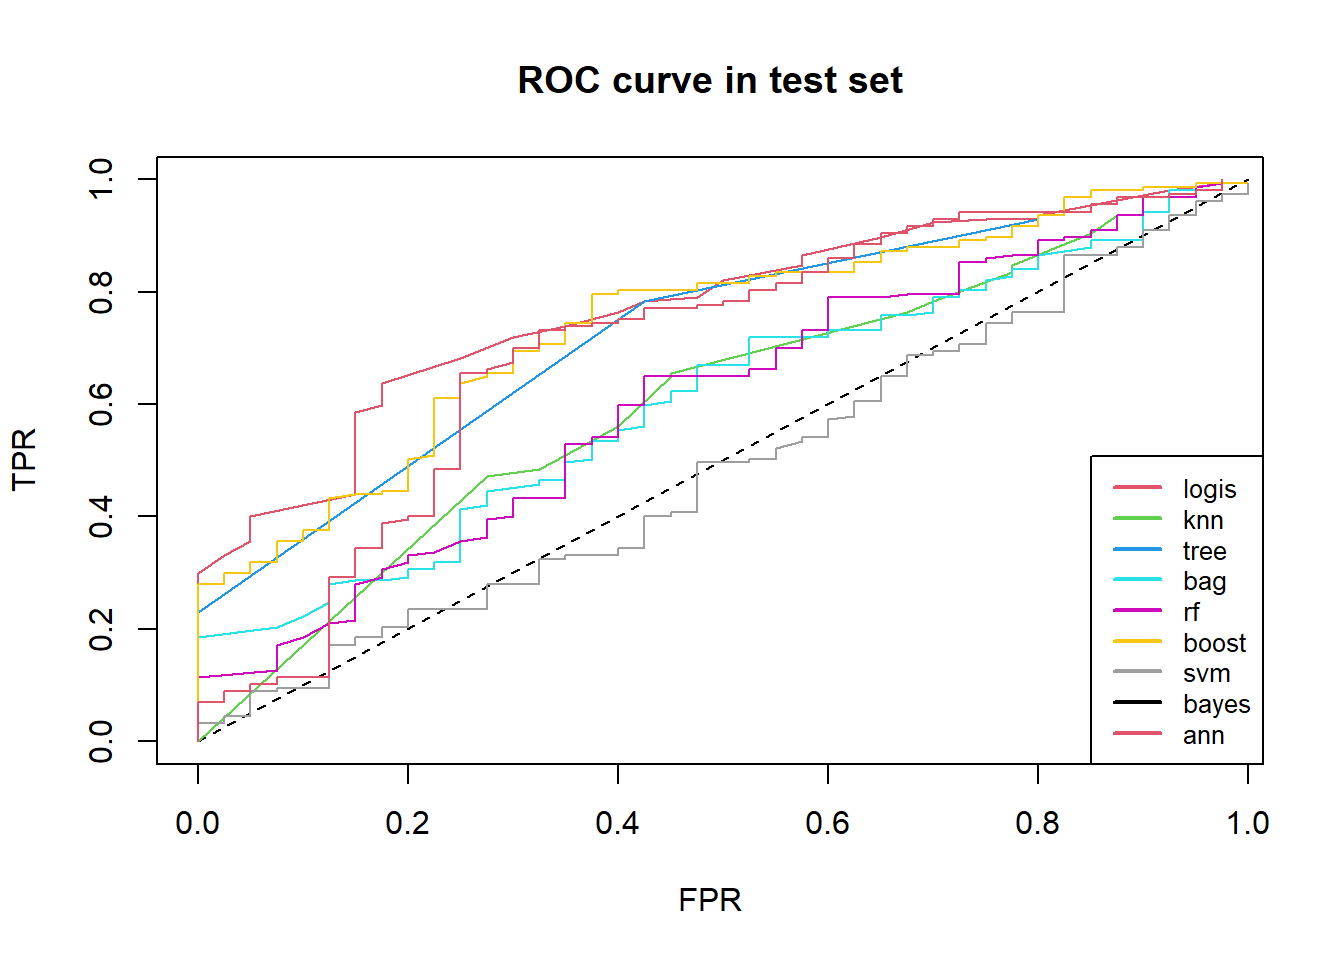 ROC curve in test set
TPR
0.0
0.2
0.4
0.6
0.8
1.0
logis
knn
tree
bag
rf
boost
svm
bayes
ann
0.0 0.2 0.4 0.6 0.8 1.0
FPR